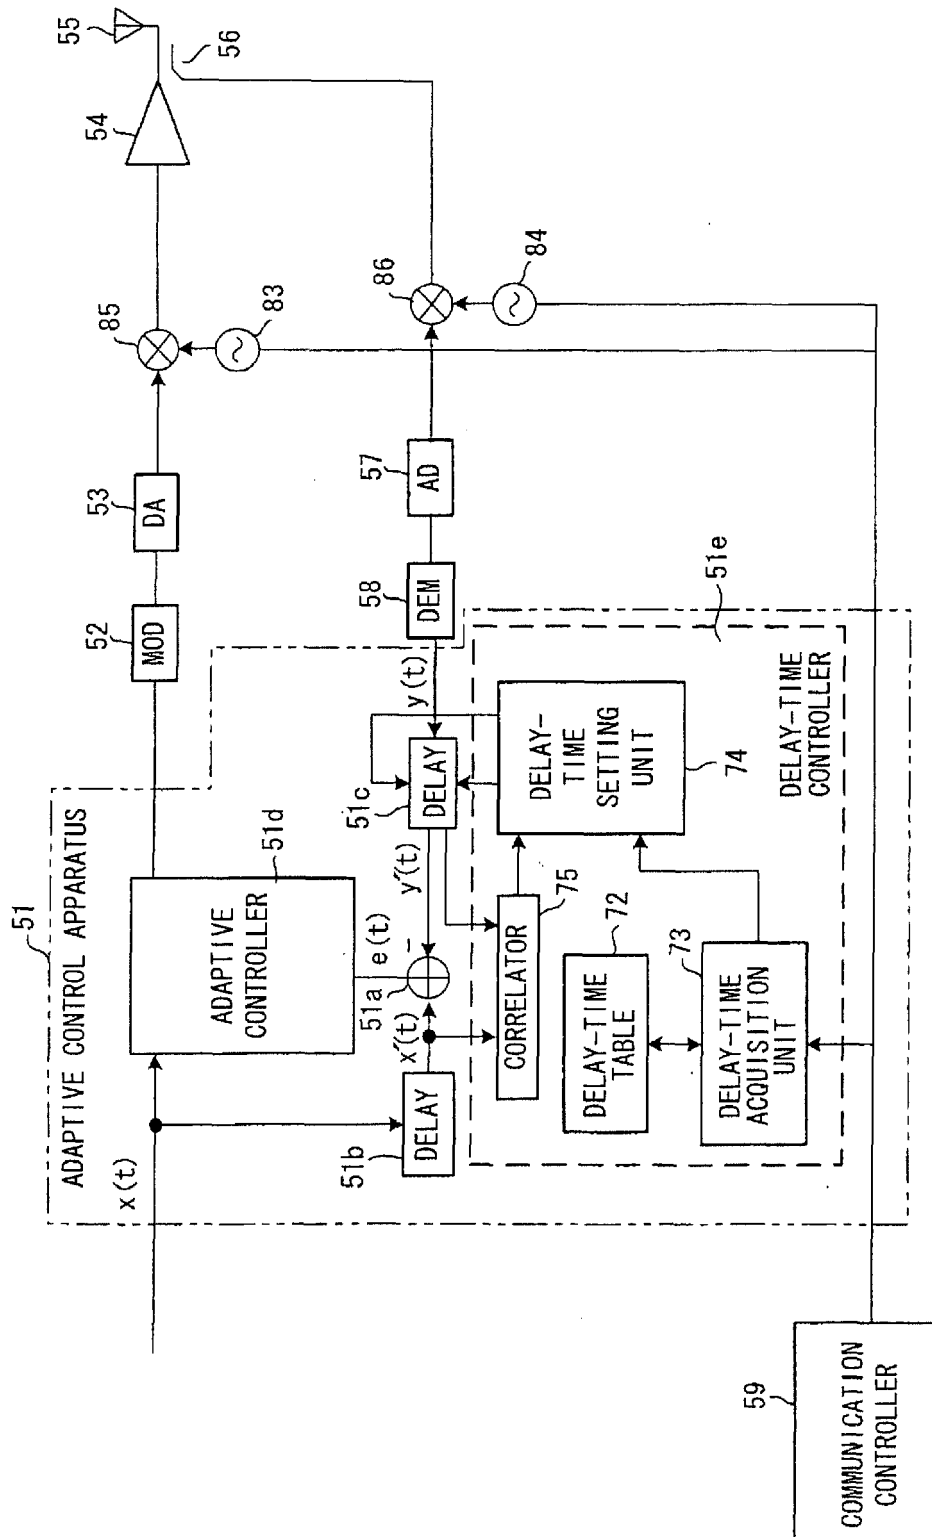 51
ADAPTIVE CONTROL APPARATUS
x(t)
ADAPTIVE
CONTROLLER
51d
52
MOD
53
DA
85
83
54
55
56
51b
DELAY
x'(t)
51a
e(t)
-
y'(t)
51c
DELAY
y(t)
58
DEM
57
AD
86
84
CORRELATOR
75
DELAY-TIME
TABLE
72
DELAY-TIME
ACQUISITION
UNIT
73
DELAY-
TIME
SETTING
UNIT
74
51e
DELAY-TIME
CONTROLLER
59
COMMUNICATION
CONTROLLER